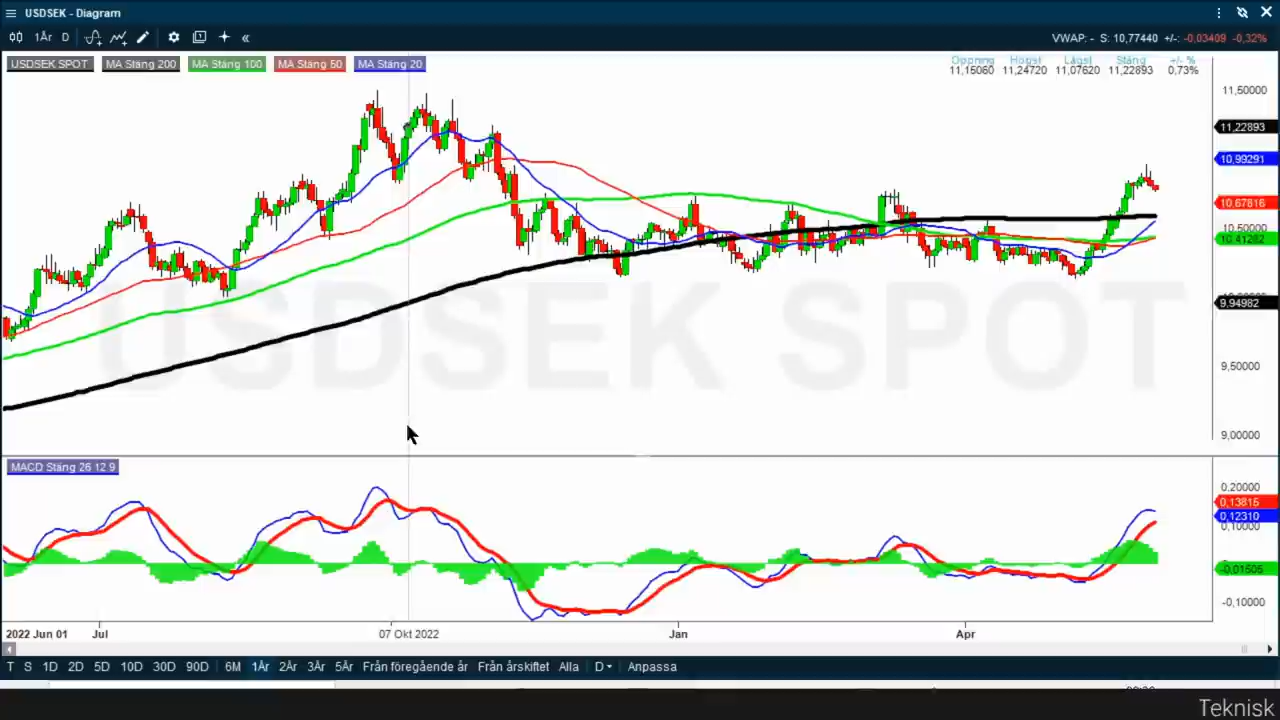 USDSEK - Diagram
1År D
VWAP: - S: 10,77440 +/-: -0,03409 -0,32%
USDSEK SPOT MA Stäng 200 MA Stäng 100 MA Stäng 50 MA Stäng 20
Öppning Högst Lägst Stäng +/- %
11,15060 11,24720 11,07620 11,22893 0,73%
11,50000
11,22893
10,99291
10,67816
10,50000
10,41282
9,94982
9,50000
9,00000
USDSEK SPOT
MACD Stäng 26 12 9
0,20000
0,13815
0,12310
0,10000
-0,01505
-0,10000
2022 Jun 01 Jul 07 Okt 2022 Jan Apr
T S 1D 2D 5D 10D 30D 90D 6M 1År 2År 3År 5År Från föregående år Från årskiftet Alla D Anpassa
Teknisk